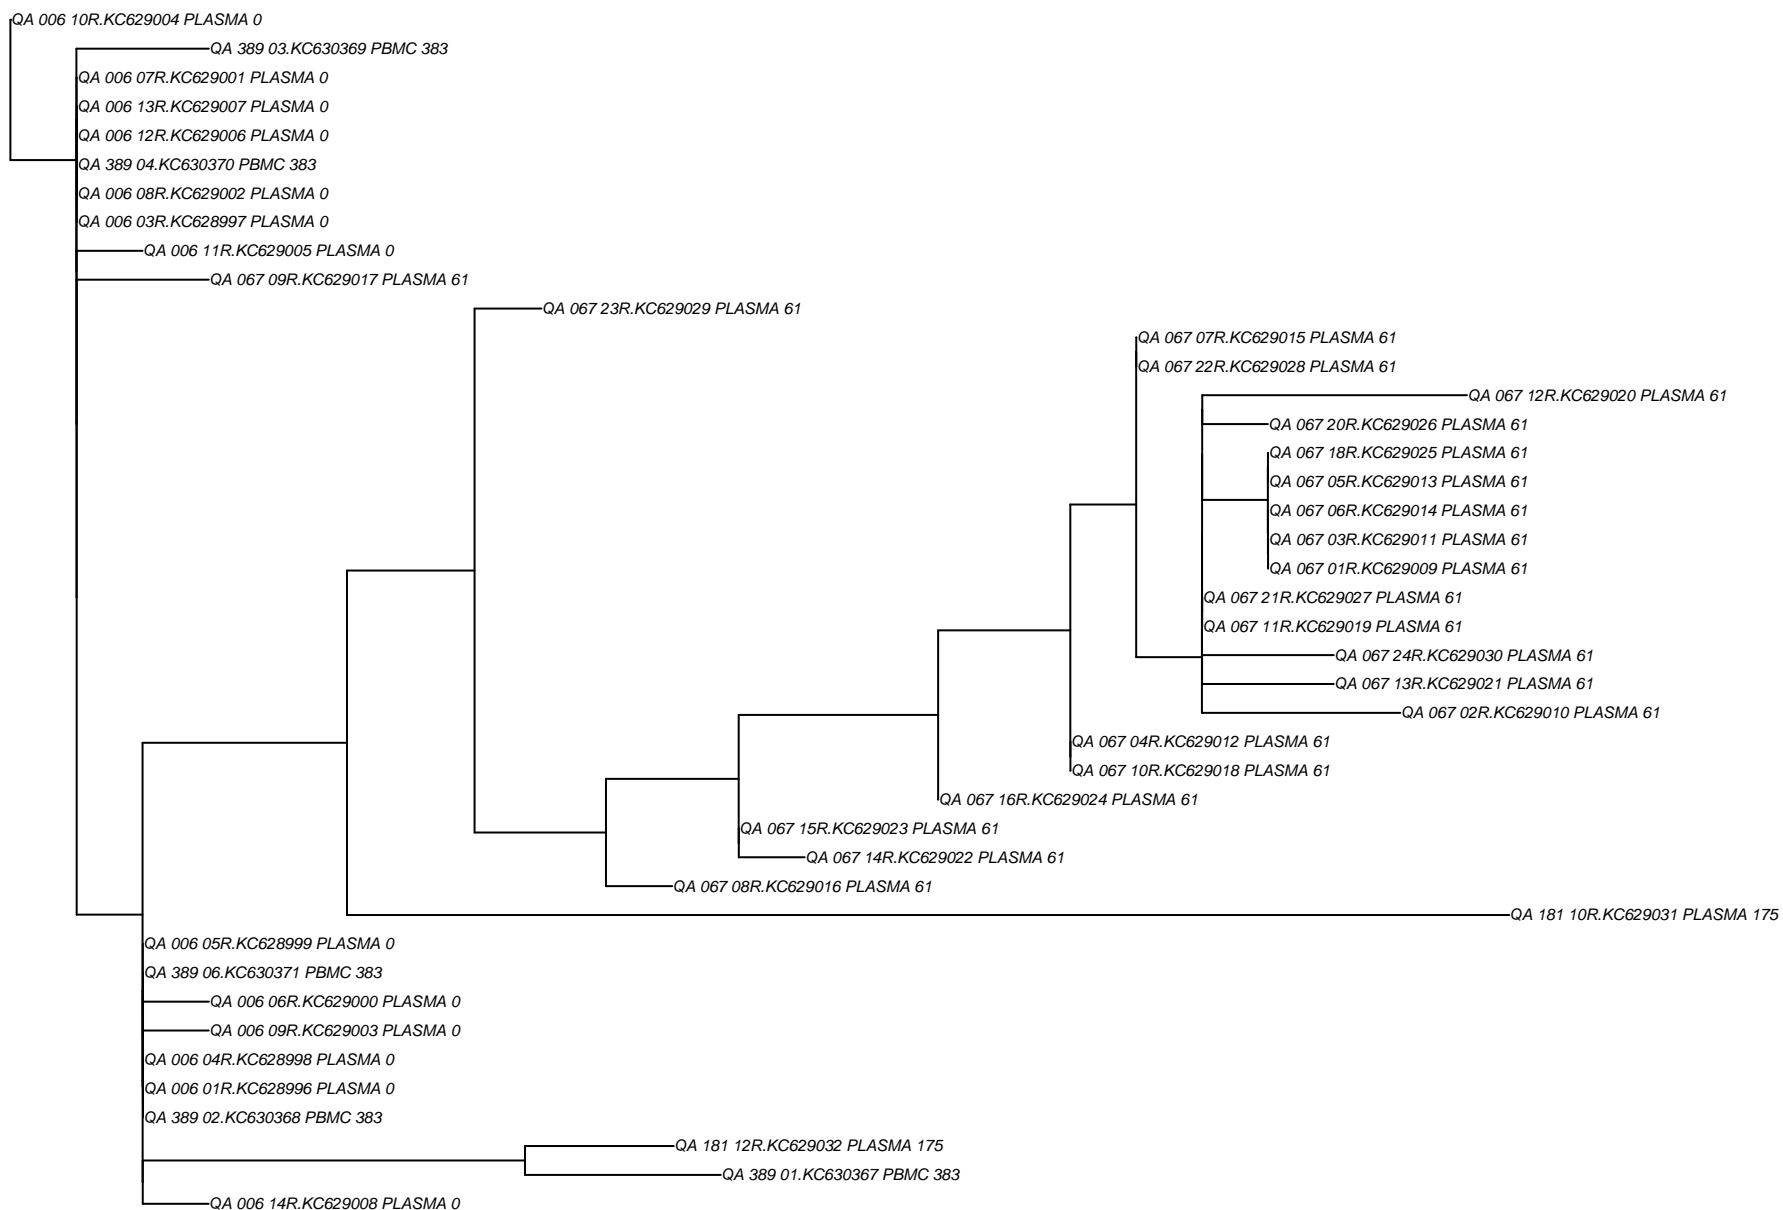 QA 006 10R.KC629004 PLASMA 0
QA 389 03.KC630369 PBMC 383
QA 006 07R.KC629001 PLASMA 0
QA 006 13R.KC629007 PLASMA 0
QA 006 12R.KC629006 PLASMA 0
QA 389 04.KC630370 PBMC 383
QA 006 08R.KC629002 PLASMA 0
QA 006 03R.KC628997 PLASMA 0
QA 006 11R.KC629005 PLASMA 0
QA 067 09R.KC629017 PLASMA 61
QA 067 23R.KC629029 PLASMA 61
QA 067 07R.KC629015 PLASMA 61
QA 067 22R.KC629028 PLASMA 61
QA 067 12R.KC629020 PLASMA 61
QA 067 20R.KC629026 PLASMA 61
QA 067 18R.KC629025 PLASMA 61
QA 067 05R.KC629013 PLASMA 61
QA 067 06R.KC629014 PLASMA 61
QA 067 03R.KC629011 PLASMA 61
QA 067 01R.KC629009 PLASMA 61
QA 067 21R.KC629027 PLASMA 61
QA 067 11R.KC629019 PLASMA 61
QA 067 24R.KC629030 PLASMA 61
QA 067 13R.KC629021 PLASMA 61
QA 067 02R.KC629010 PLASMA 61
QA 067 04R.KC629012 PLASMA 61
QA 067 10R.KC629018 PLASMA 61
QA 067 16R.KC629024 PLASMA 61
QA 067 15R.KC629023 PLASMA 61
QA 067 14R.KC629022 PLASMA 61
QA 067 08R.KC629016 PLASMA 61
QA 181 10R.KC629031 PLASMA 175
QA 006 05R.KC628999 PLASMA 0
QA 389 06.KC630371 PBMC 383
QA 006 06R.KC629000 PLASMA 0
QA 006 09R.KC629003 PLASMA 0
QA 006 04R.KC628998 PLASMA 0
QA 006 01R.KC628996 PLASMA 0
QA 389 02.KC630368 PBMC 383
QA 181 12R.KC629032 PLASMA 175
QA 389 01.KC630367 PBMC 383
QA 006 14R.KC629008 PLASMA 0